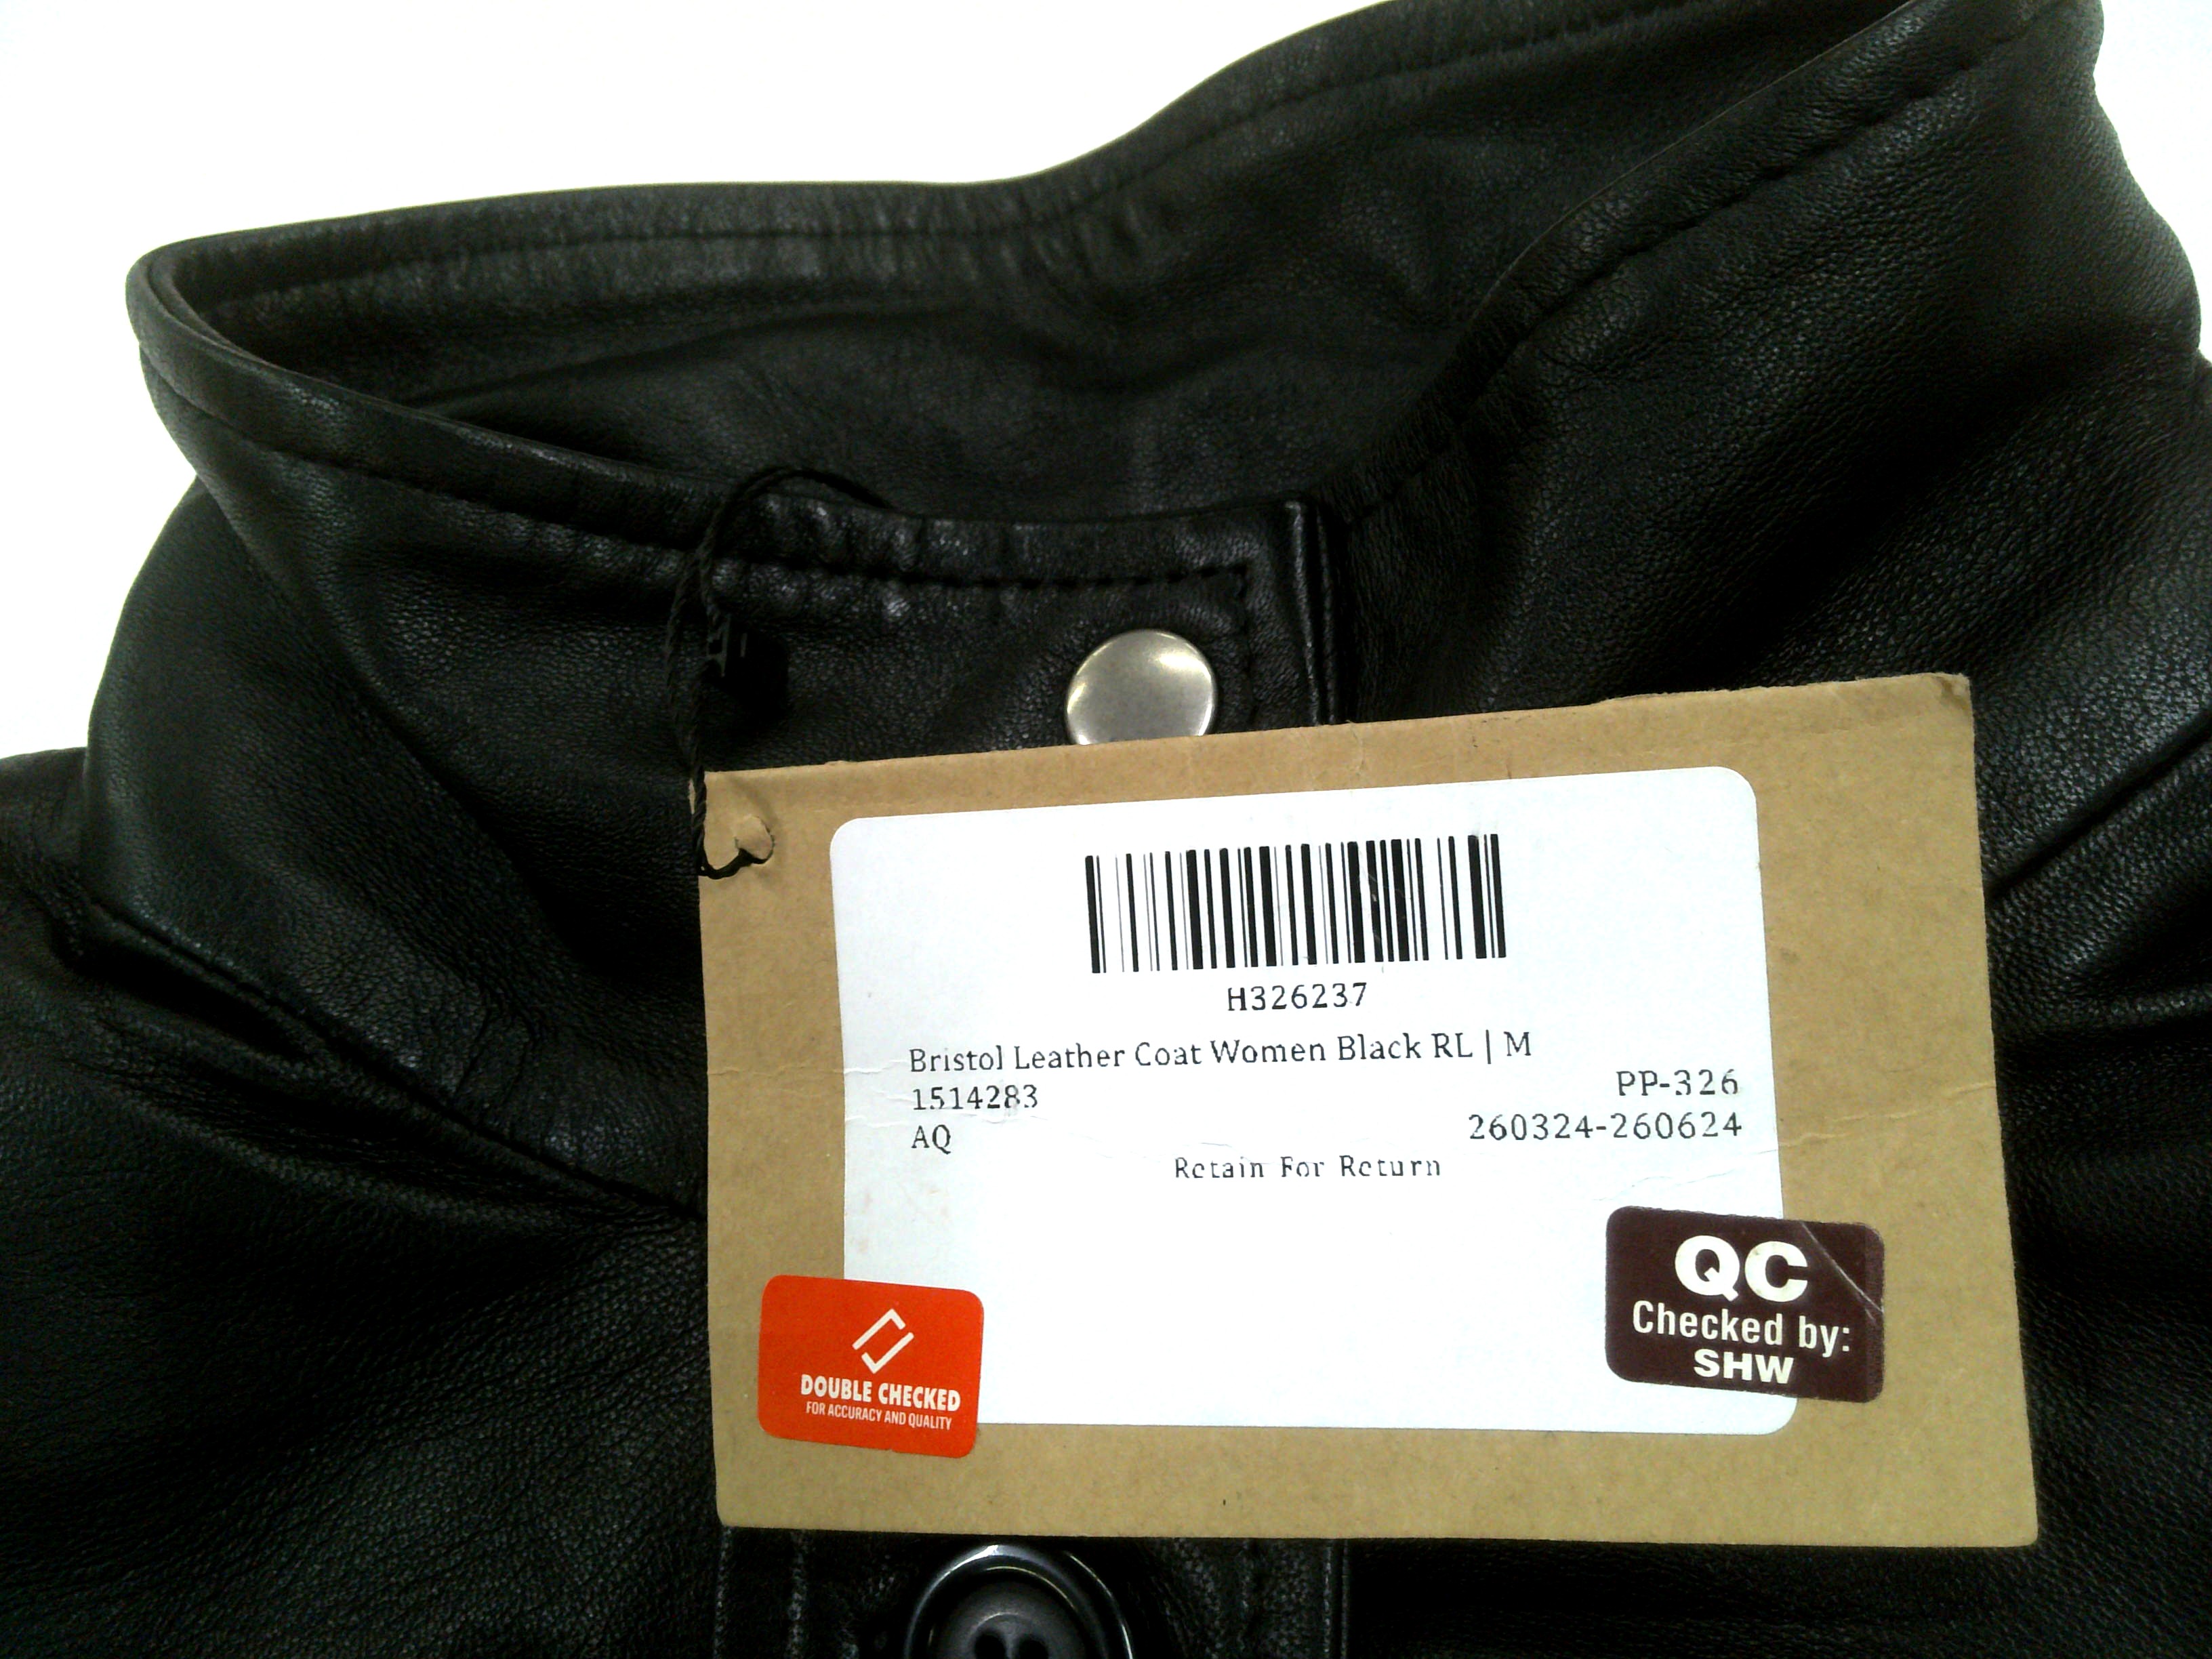 H326237
Bristol Leather Coat Women Black RL | M
1514283
PP-326
AQ
260324-260624
Retain For Return
QC
Checked by:
SHW
DOUBLE CHECKED
FOR ACCURACY AND QUALITY